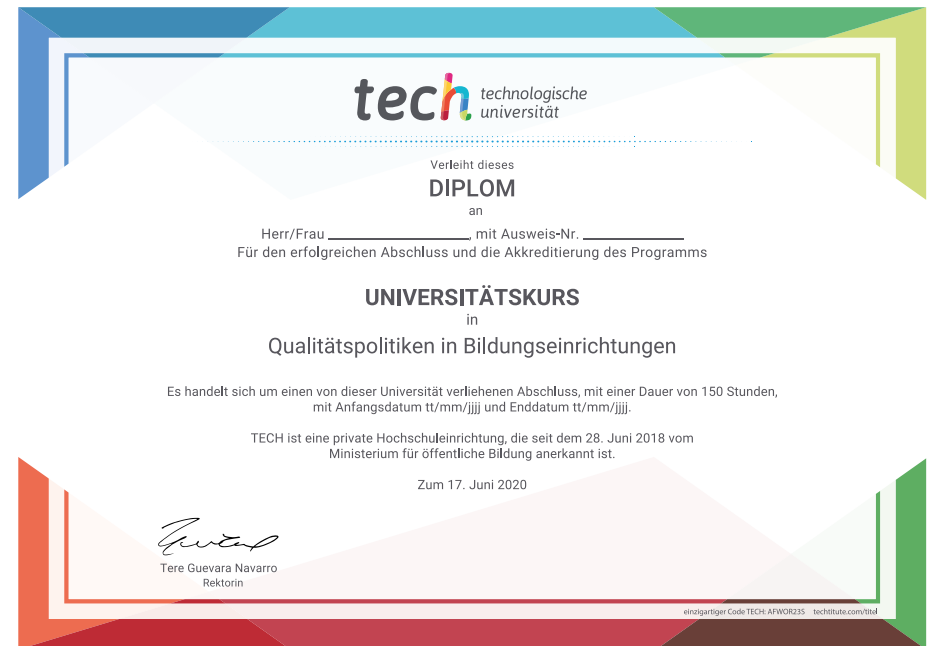 tech technologische
universität
Verleiht dieses
DIPLOM
an
Herr/Frau ____________________, mit Ausweis-Nr. ______________
Für den erfolgreichen Abschluss und die Akkreditierung des Programms
UNIVERSITÄTSKURS
in
Qualitätspolitiken in Bildungseinrichtungen
Es handelt sich um einen von dieser Universität verliehenen Abschluss, mit einer Dauer von 150 Stunden,
mit Anfangsdatum tt/mm/jjjj und Enddatum tt/mm/jjjj.
TECH ist eine private Hochschuleinrichtung, die seit dem 28. Juni 2018 vom
Ministerium für öffentliche Bildung anerkannt ist.
Zum 17. Juni 2020
Tere Guevara Navarro
Rektorin
einzigartiger Code TECH: AFWOR23S techtitute.com/titel